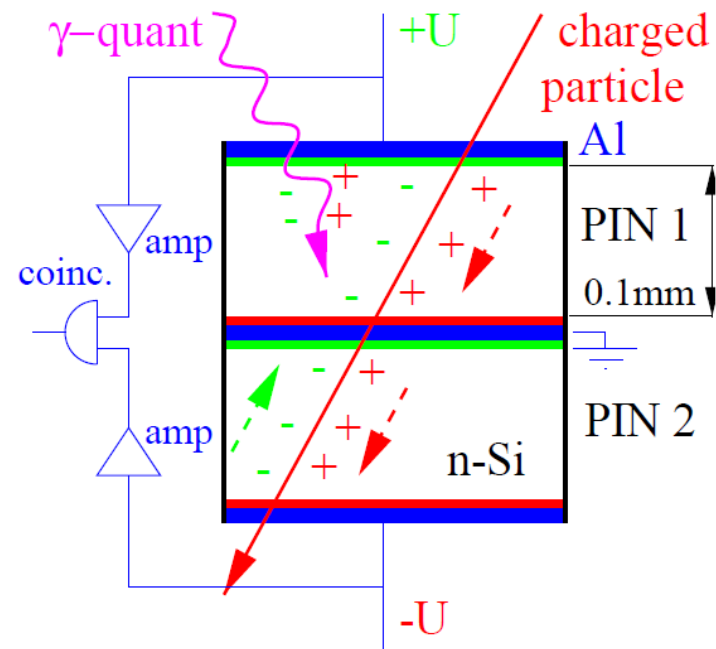 γ-quant
+U
charged
particle
Al
PIN 1
amp
coinc.
0.1mm
PIN 2
amp
n-Si
-U